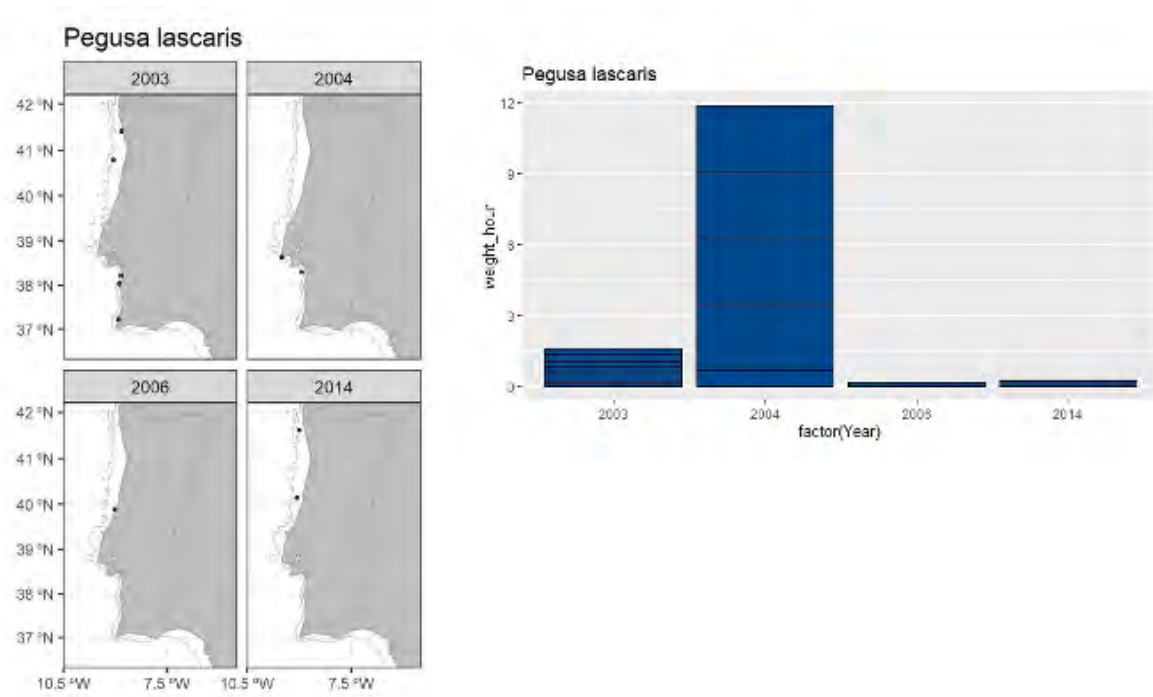 Pegusa lascaris
2003
2004
42 °N
41 °N
40 °N
39 °N
38 °N
37 °N
2006
2014
42 °N
41 °N
40 °N
39 °N
38 °N
37 °N
10.5 °W
7.5 °W
10.5 °W
7.5 °W
Pegusa lascaris
weight_hour
12
9
6
3
0
2003
2004
2006
2014
factor(Year)